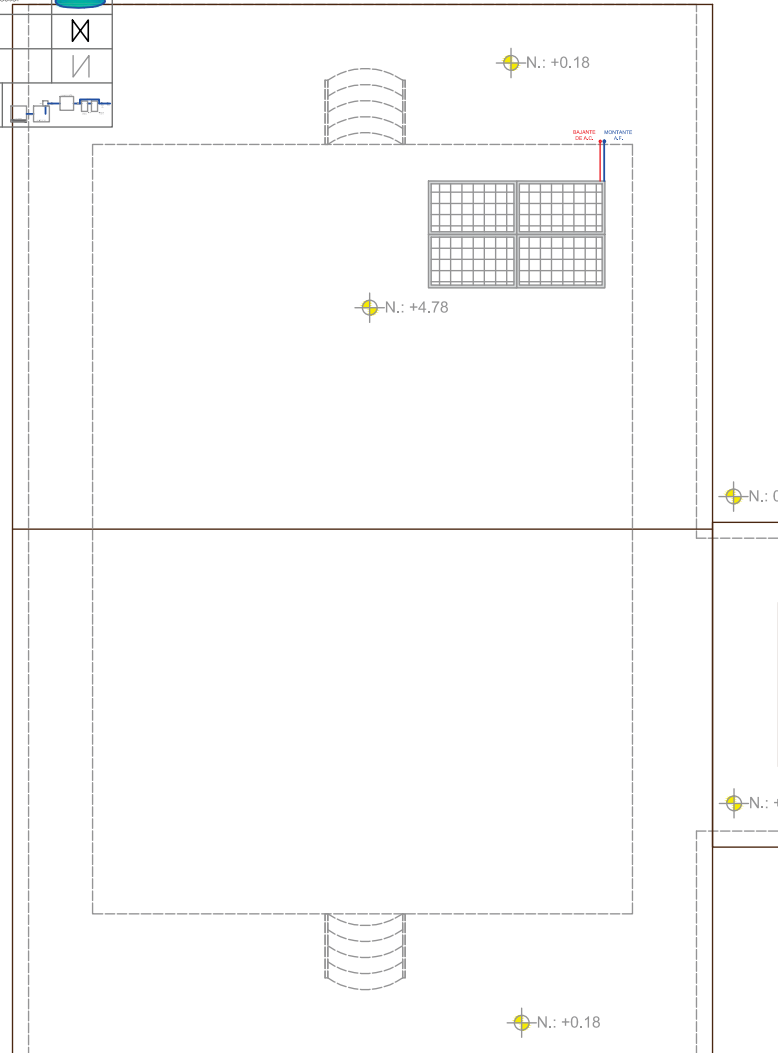 N.: +0.18
BAJANTE
DE A.C.
MONTANTE
A.F.
N.: +4.78
N.:
N.: +
N.: +0.18